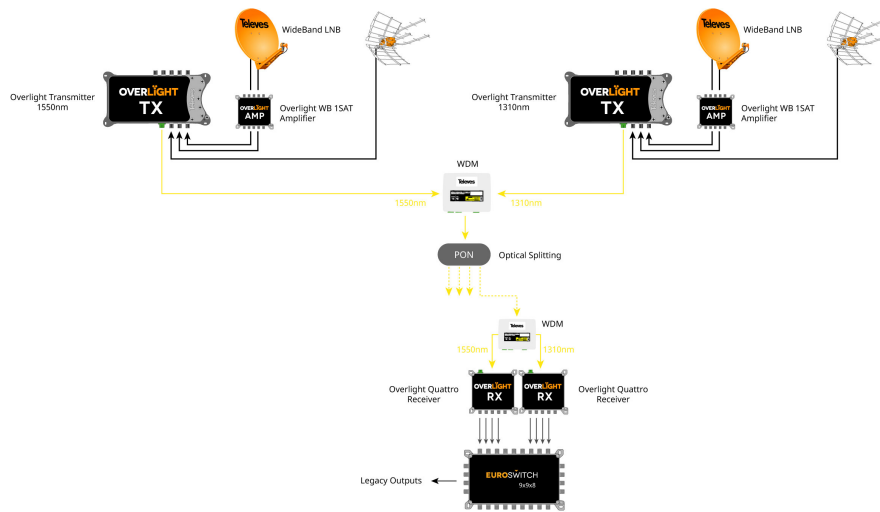 Televes
WideBand LNB
OVERLIGHT
TX
Overlight Transmitter
1550nm
OVERLIGHT
AMP
Overlight WB 1SAT
Amplifier
Televes
WideBand LNB
OVERLIGHT
TX
Overlight Transmitter
1310nm
OVERLIGHT
AMP
Overlight WB 1SAT
Amplifier
WDM
Televes
1550nm
1310nm
PON
Optical Splitting
WDM
Televes
1550nm
1310nm
Overlight Quattro
Receiver
OVERLIGHT
RX
OVERLIGHT
RX
Overlight Quattro
Receiver
Legacy Outputs
EUROSWITCH
9x9x8